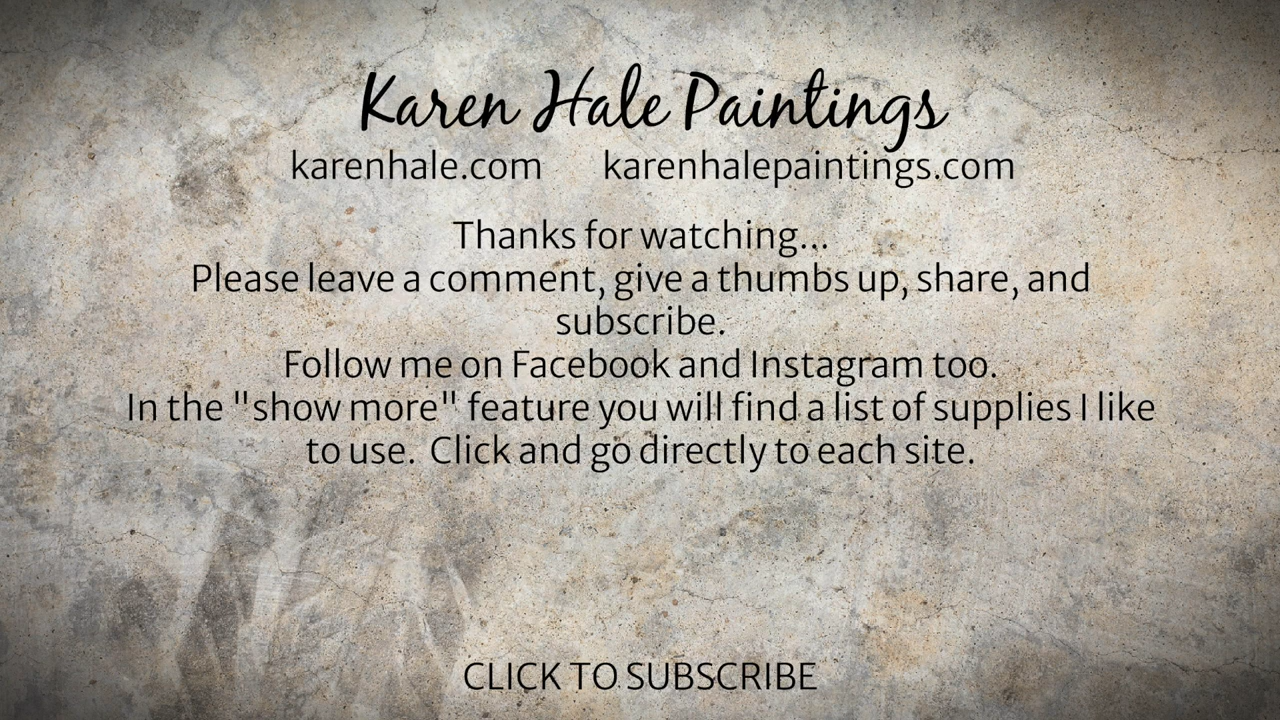 Karen Hale Paintings
karenhale.com karenhalepaintings.com
Thanks for watching...
Please leave a comment, give a thumbs up, share, and
subscribe.
Follow me on Facebook and Instagram too.
In the "show more" feature you will find a list of supplies I like
to use. Click and go directly to each site.
CLICK TO SUBSCRIBE